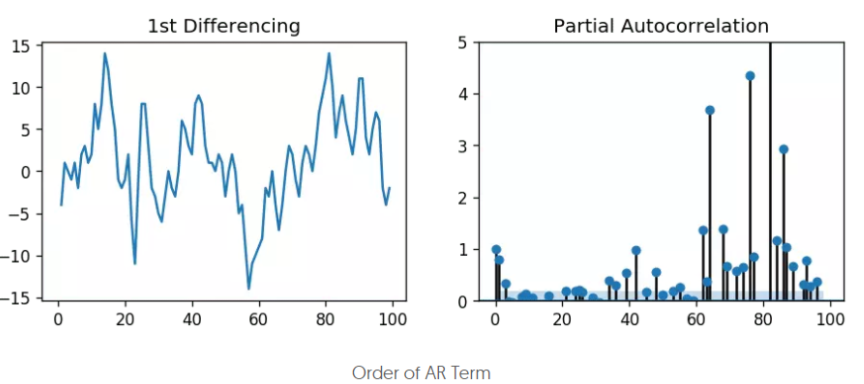 1st Differencing
Partial Autocorrelation
15
10
5
0
−5
−10
−15
0 20 40 60 80 100
5
4
3
2
1
0
0 20 40 60 80 100
Order of AR Term